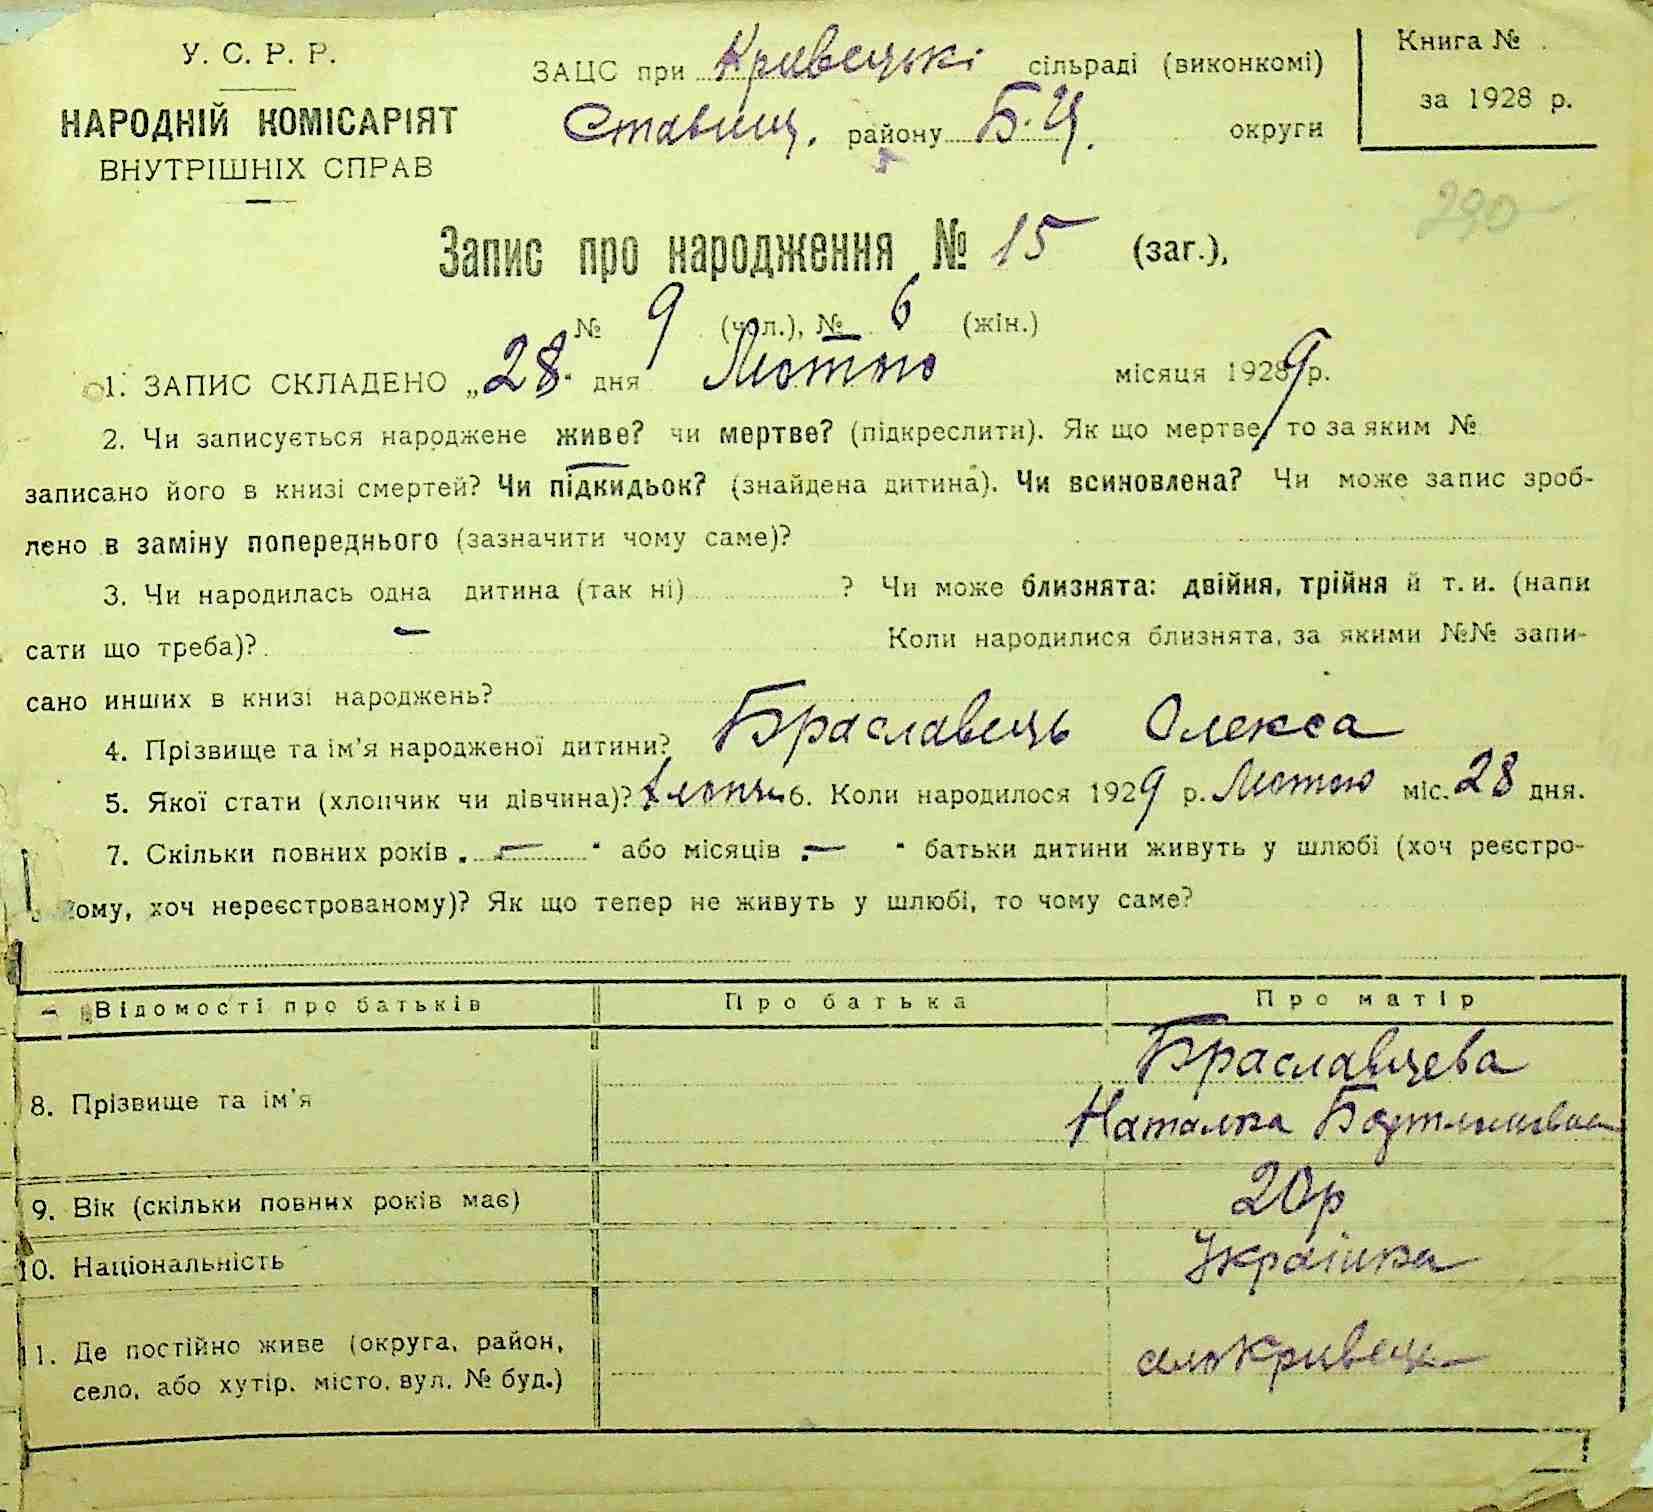 У. С. Р. Р.
НАРОДНІЙ КОМІСАРІЯТ
ВНУТРІШНІХ СПРАВ
ЗАЦС при Кривецькі сільраді (виконкомі)
Ставищ. району Б.Ц. округи
Книга №
за 1928 р.
290
Запис про народження № 15 (заг.),
№ 9 (чол.), № 6 (жін.)
1. ЗАПИС СКЛАДЕНО „28“ дня Лютого місяця 1929 р.
2. Чи записується народжене живе? чи мертве? (підкреслити). Як що мертве, то за яким №
записано його в книзі смертей? Чи підкидьок? (знайдена дитина). Чи всиновлена? Чи може запис зроб-
лено в заміну попереднього (зазначити чому саме)?
3. Чи народилась одна дитина (так ні) ? Чи може близнята: двійня, трійня й т. и. (напи
сати що треба)? – Коли народилися близнята, за якими №№ запи-
сано инших в книзі народжень?
4. Прізвище та ім'я народженої дитини? Браславець Олекса
5. Якої стати (хлопчик чи дівчина)? хлопчик 6. Коли народилося 1929 р. Лютого міс. 28 дня.
7. Скільки повних років „ – “ або місяців „ – “ батьки дитини живуть у шлюбі (хоч реєстро-
ваному, хоч нереєстрованому)? Як що тепер не живуть у шлюбі, то чому саме?
Відомості про батьків Про батька Про матір
8. Прізвище та ім'я Браславцева
Наталка
9. Вік (скільки повних років має) 20р
10. Національність Українка
11. Де постійно живе (округа, район,
село, або хутір, місто, вул. № буд.) село Кривець